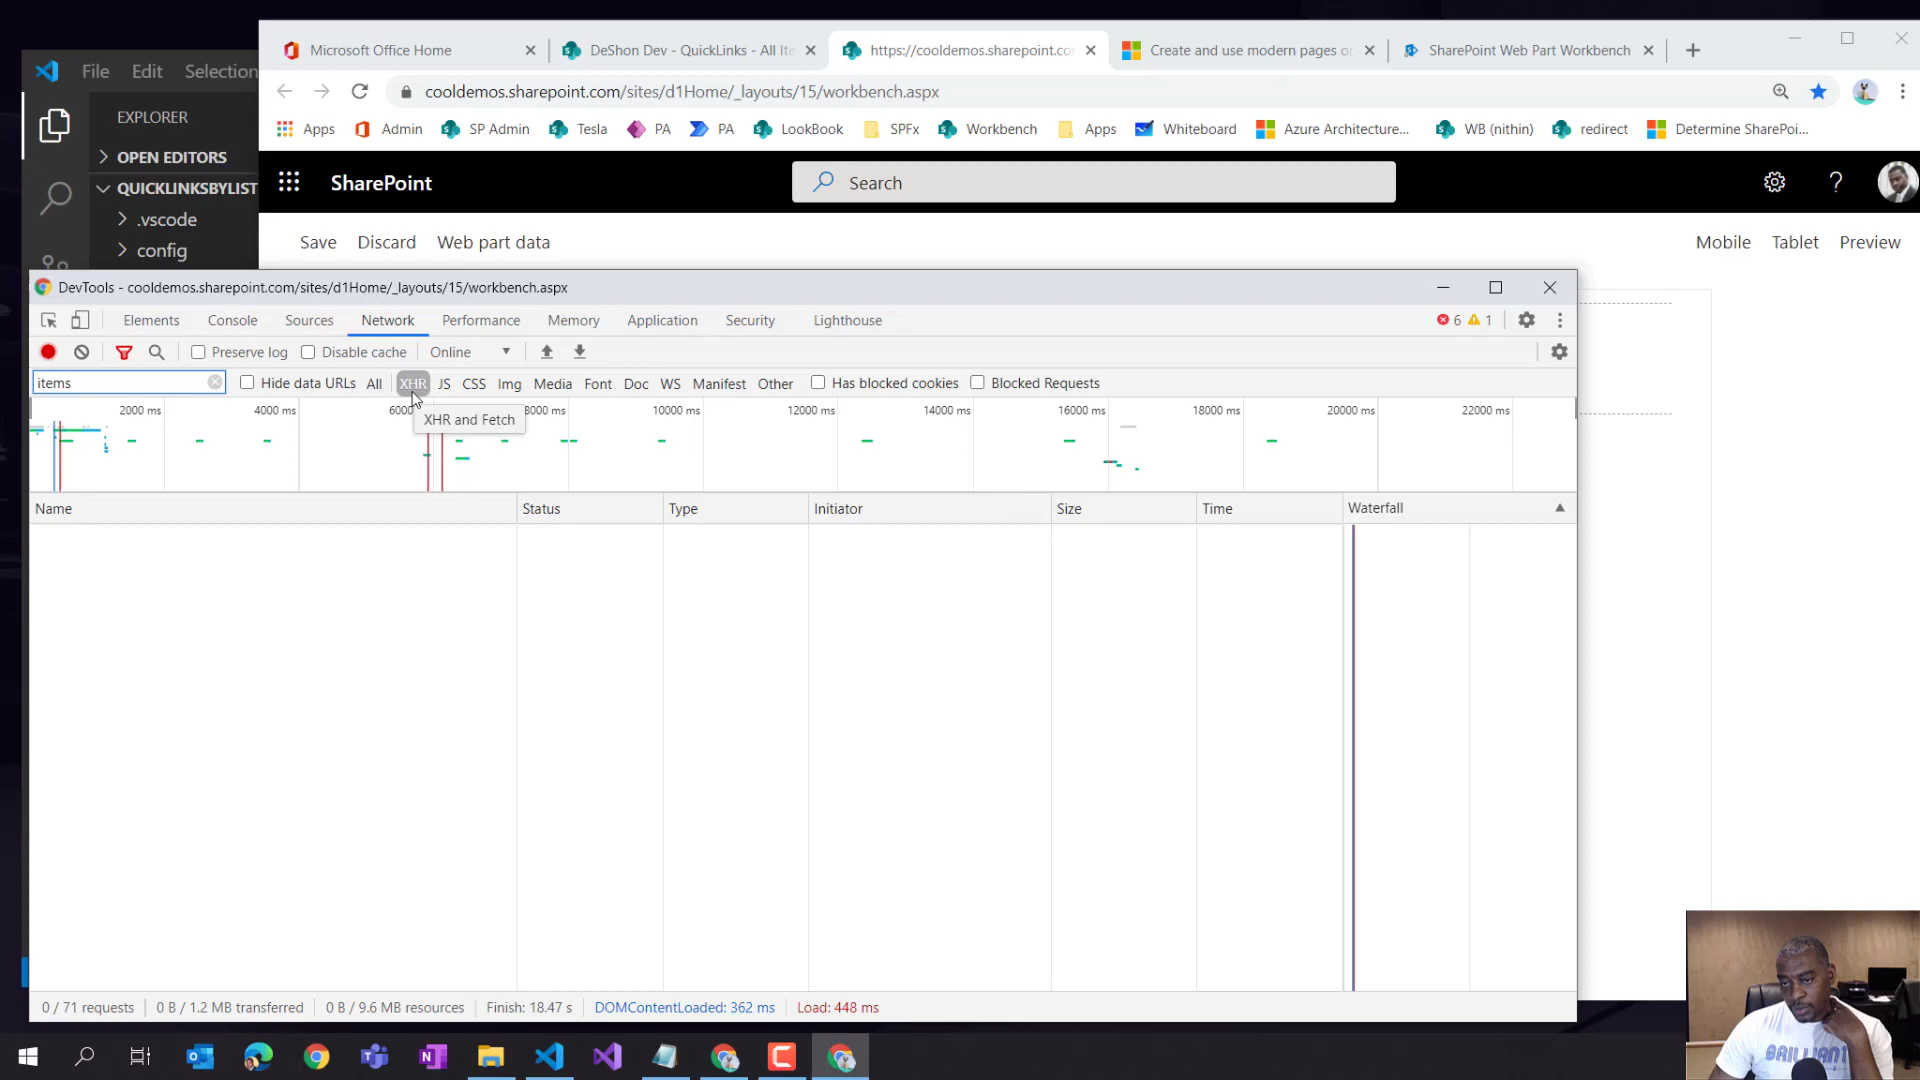 Microsoft Office Home
DeShon Dev - QuickLinks - All Ite
https://cooldemos.sharepoint.co
Create and use modern pages or
SharePoint Web Part Workbench
File Edit Selection
cooldemos.sharepoint.com/sites/d1Home/_layouts/15/workbench.aspx
EXPLORER
Apps Admin SP Admin Tesla PA PA LookBook SPFx Workbench Apps Whiteboard Azure Architecture... WB (nithin) redirect Determine SharePoi...
OPEN EDITORS
QUICKLINKSBYLIST
SharePoint
Search
?
.vscode
config
Save Discard Web part data
Mobile Tablet Preview
DevTools - cooldemos.sharepoint.com/sites/d1Home/_layouts/15/workbench.aspx
Elements Console Sources Network Performance Memory Application Security Lighthouse
6 1
Preserve log Disable cache Online
items
Hide data URLs All XHR JS CSS Img Media Font Doc WS Manifest Other Has blocked cookies Blocked Requests
2000 ms 4000 ms 6000 8000 ms 10000 ms 12000 ms 14000 ms 16000 ms 18000 ms 20000 ms 22000 ms
XHR and Fetch
Name Status Type Initiator Size Time Waterfall
0 / 71 requests 0 B / 1.2 MB transferred 0 B / 9.6 MB resources Finish: 18.47 s DOMContentLoaded: 362 ms Load: 448 ms
BRILLIANT